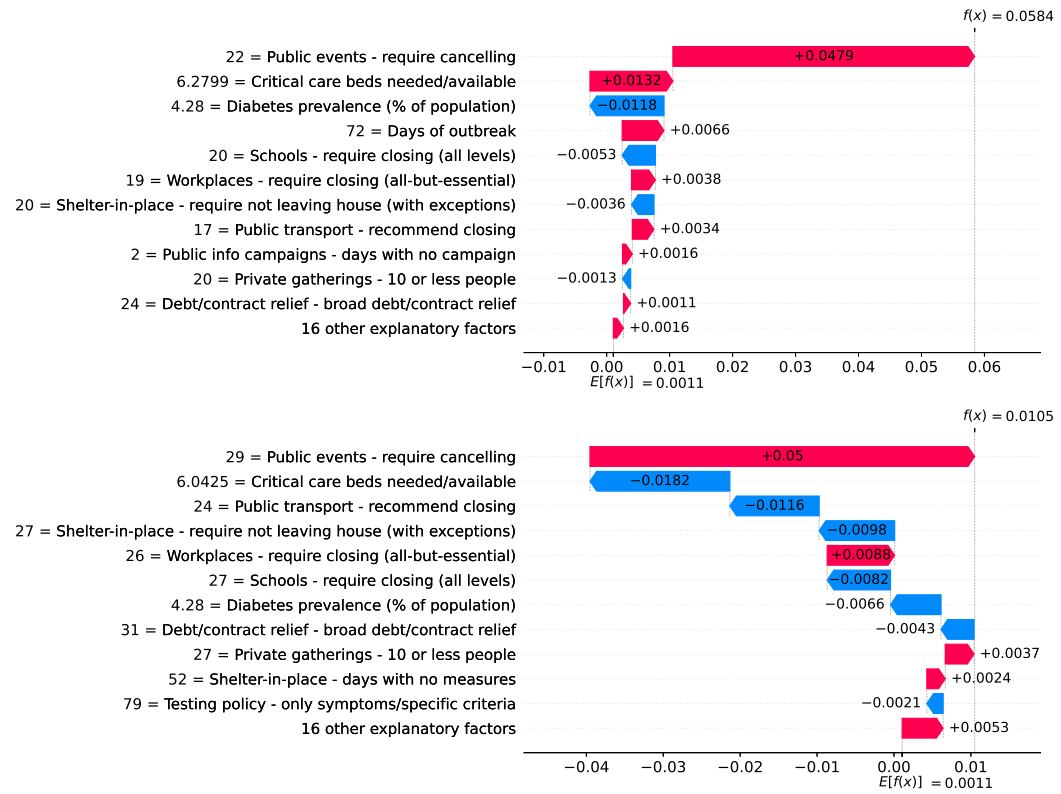 f(x) = 0.0584
22 = Public events - require cancelling +0.0479
6.2799 = Critical care beds needed/available +0.0132
4.28 = Diabetes prevalence (% of population) −0.0118
72 = Days of outbreak +0.0066
20 = Schools - require closing (all levels) −0.0053
19 = Workplaces - require closing (all-but-essential) +0.0038
20 = Shelter-in-place - require not leaving house (with exceptions) −0.0036
17 = Public transport - recommend closing +0.0034
2 = Public info campaigns - days with no campaign +0.0016
20 = Private gatherings - 10 or less people −0.0013
24 = Debt/contract relief - broad debt/contract relief +0.0011
16 other explanatory factors +0.0016
−0.01 0.00 0.01 0.02 0.03 0.04 0.05 0.06
E[f(x)] = 0.0011
f(x) = 0.0105
29 = Public events - require cancelling +0.05
6.0425 = Critical care beds needed/available −0.0182
24 = Public transport - recommend closing −0.0116
27 = Shelter-in-place - require not leaving house (with exceptions) −0.0098
26 = Workplaces - require closing (all-but-essential) +0.0088
27 = Schools - require closing (all levels) −0.0082
4.28 = Diabetes prevalence (% of population) −0.0066
31 = Debt/contract relief - broad debt/contract relief −0.0043
27 = Private gatherings - 10 or less people +0.0037
52 = Shelter-in-place - days with no measures +0.0024
79 = Testing policy - only symptoms/specific criteria −0.0021
16 other explanatory factors +0.0053
−0.04 −0.03 −0.02 −0.01 0.00 0.01
E[f(x)] = 0.0011